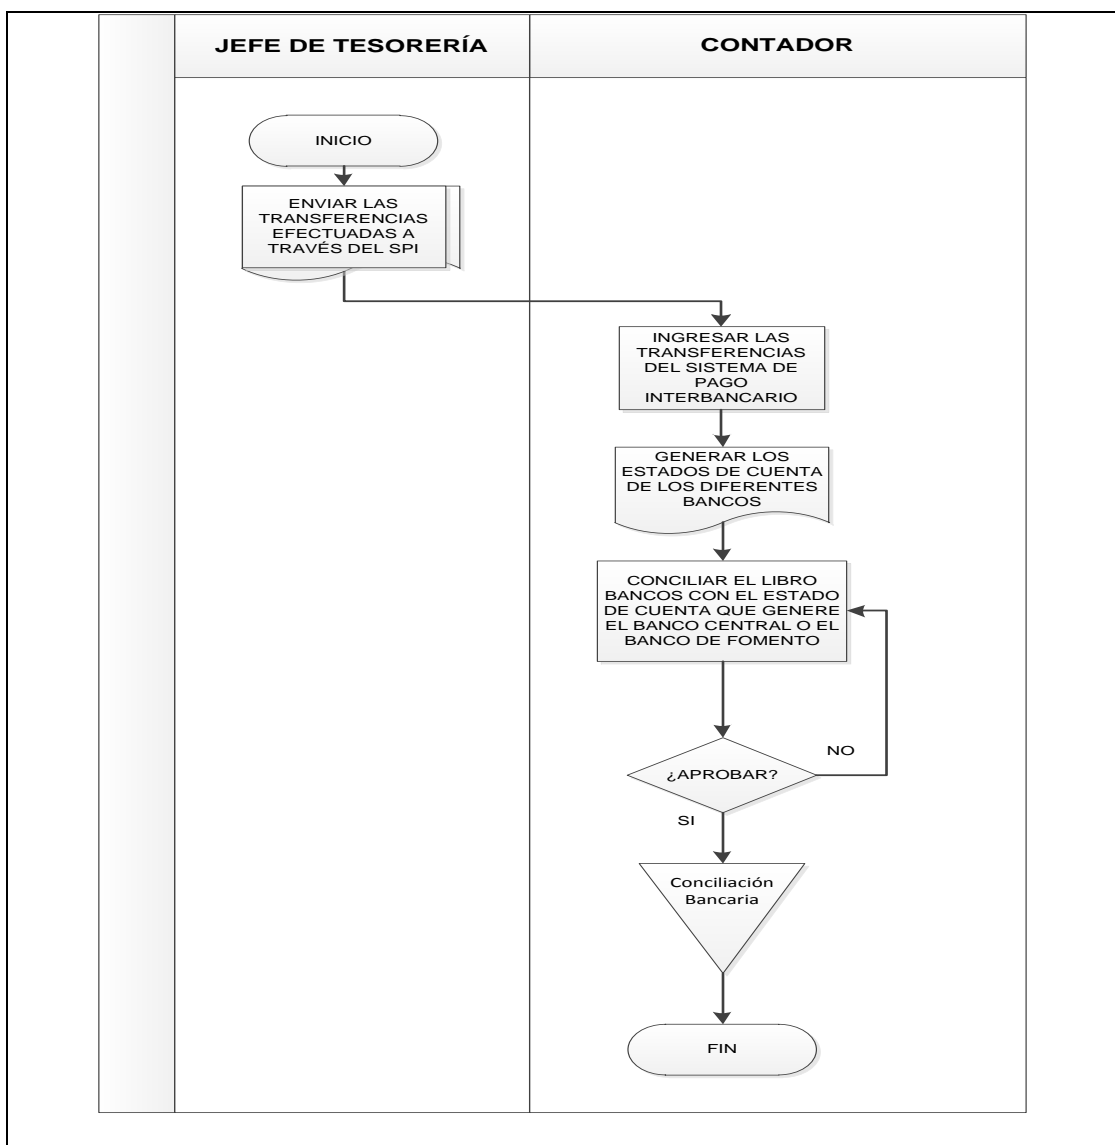 JEFE DE TESORERÍA
CONTADOR
INICIO
ENVIAR LAS
TRANSFERENCIAS
EFECTUADAS A
TRAVÉS DEL SPI
INGRESAR LAS
TRANSFERENCIAS
DEL SISTEMA DE
PAGO
INTERBANCARIO
GENERAR LOS
ESTADOS DE CUENTA
DE LOS DIFERENTES
BANCOS
CONCILIAR EL LIBRO
BANCOS CON EL ESTADO
DE CUENTA QUE GENERE
EL BANCO CENTRAL O EL
BANCO DE FOMENTO
¿APROBAR?
NO
SI
Conciliación
Bancaria
FIN